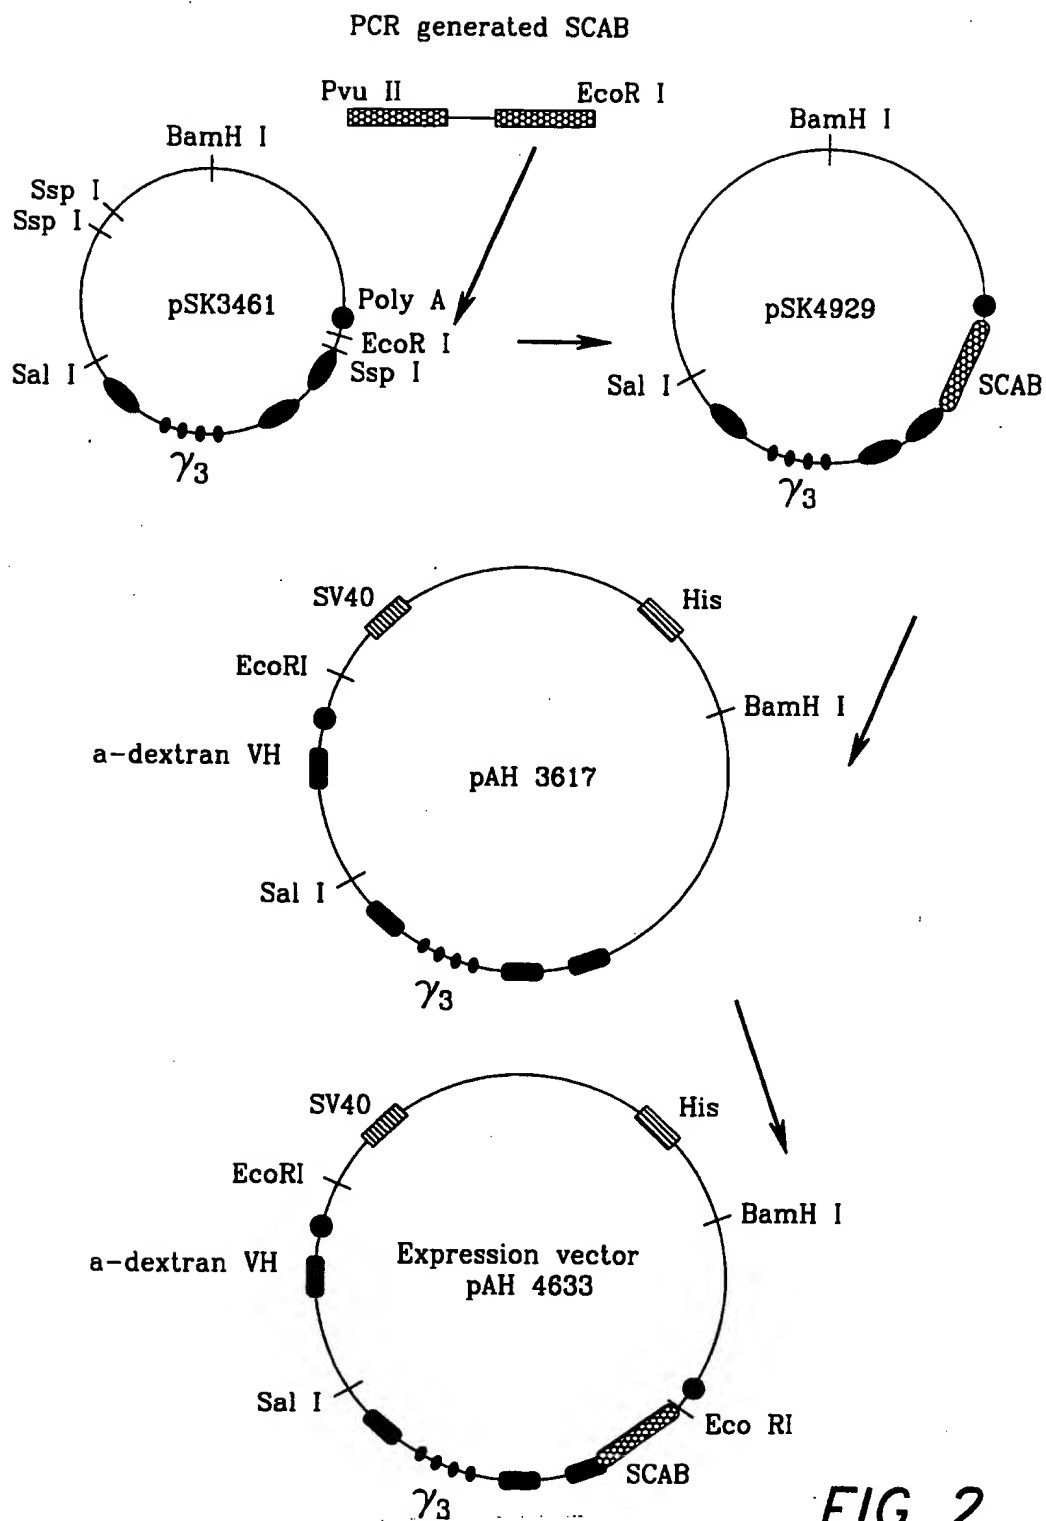 PCR generated SCAB
Pvu II
EcoR I
BamH I
Ssp I
Ssp I
pSK3461
Poly A
EcoR I
Ssp I
Sal I
γ3
BamH I
pSK4929
Sal I
SCAB
γ3
SV40
His
EcoRI
BamH I
a-dextran VH
pAH 3617
Sal I
γ3
SV40
His
EcoRI
BamH I
a-dextran VH
Expression vector
pAH 4633
Sal I
Eco RI
SCAB
γ3
FIG. 2